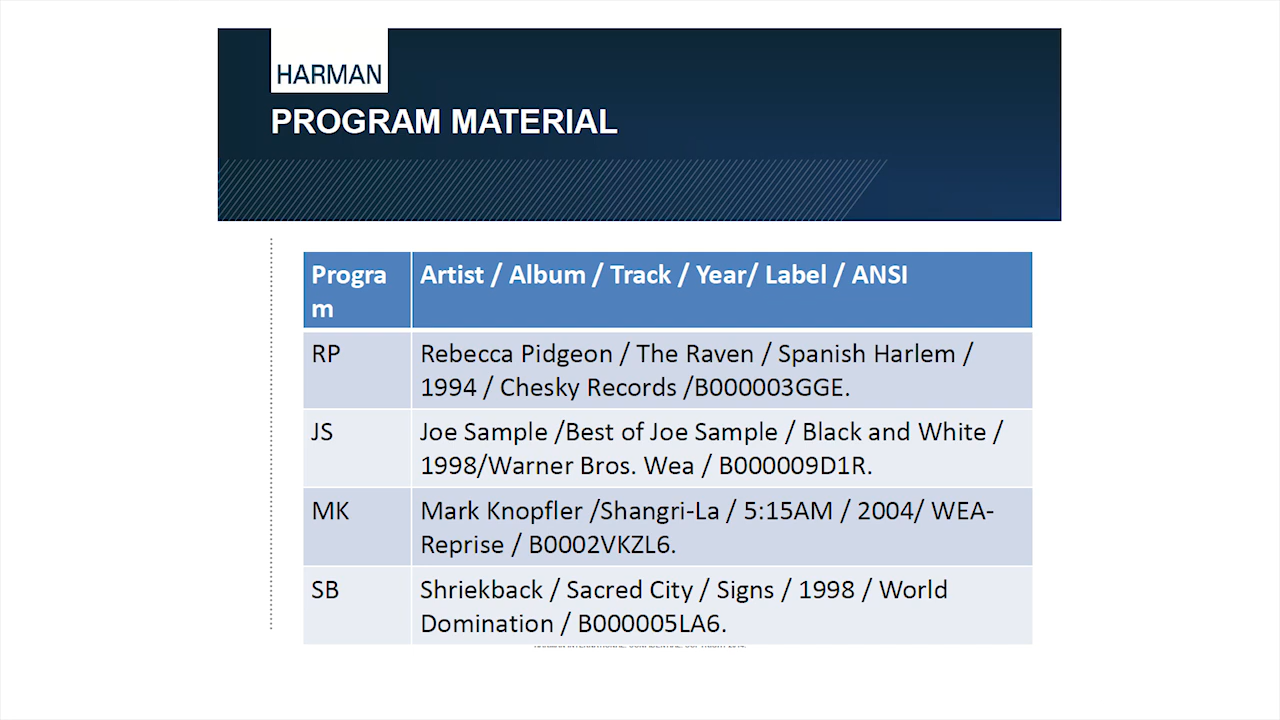 HARMAN
PROGRAM MATERIAL
Progra
m
Artist / Album / Track / Year/ Label / ANSI
RP
Rebecca Pidgeon / The Raven / Spanish Harlem /
1994 / Chesky Records /B000003GGE.
JS
Joe Sample /Best of Joe Sample / Black and White /
1998/Warner Bros. Wea / B000009D1R.
MK
Mark Knopfler /Shangri-La / 5:15AM / 2004/ WEA-
Reprise / B0002VKZL6.
SB
Shriekback / Sacred City / Signs / 1998 / World
Domination / B000005LA6.